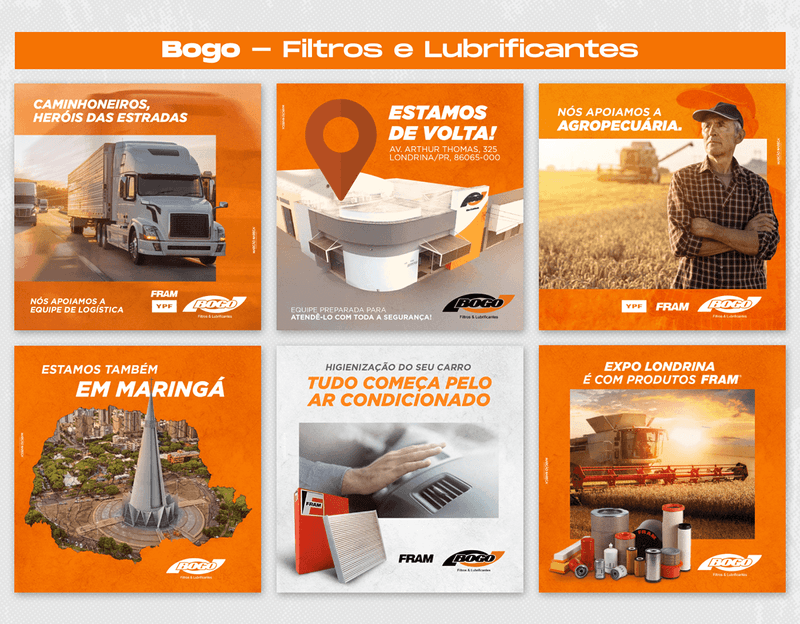 Bogo – Filtros e Lubrificantes
CAMINHONEIROS,
HERÓIS DAS ESTRADAS
NÓS APOIAMOS A
EQUIPE DE LOGÍSTICA
FRAM
YPF
BOGO
Filtros & Lubrificantes
ESTAMOS
DE VOLTA!
AV. ARTHUR THOMAS, 325
LONDRINA/PR, 86065-000
EQUIPE PREPARADA PARA
ATENDÊ-LO COM TODA A SEGURANÇA!
BOGO
Filtros & Lubrificantes
NÓS APOIAMOS A
AGROPECUÁRIA.
YPF FRAM BOGO
Filtros & Lubrificantes
ESTAMOS TAMBÉM
EM MARINGÁ
BOGO
Filtros & Lubrificantes
HIGIENIZAÇÃO DO SEU CARRO
TUDO COMEÇA PELO
AR CONDICIONADO
FRAM
FRAM BOGO
Filtros & Lubrificantes
EXPO LONDRINA
É COM PRODUTOS FRAM
FRAM
BOGO
Filtros & Lubrificantes